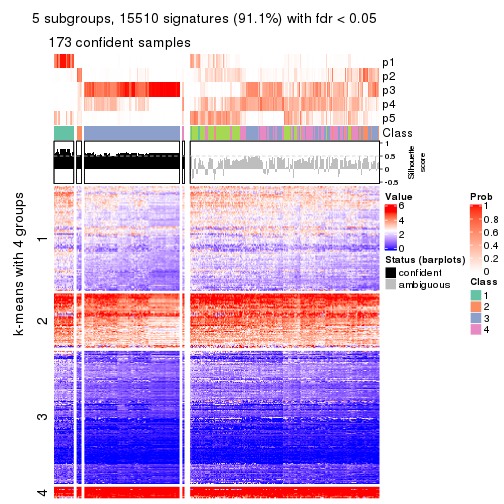 5 subgroups, 15510 signatures (91.1%) with fdr < 0.05
173 confident samples
p1
p2
p3
p4
p5
Class
1
0.5
0
-0.5
Silhouette
score
k-means with 4 groups
1
2
3
4
Value
6
4
2
0
Status (barplots)
confident
ambiguous
Prob
1
0.8
0.6
0.4
0.2
0
Class
1
2
3
4